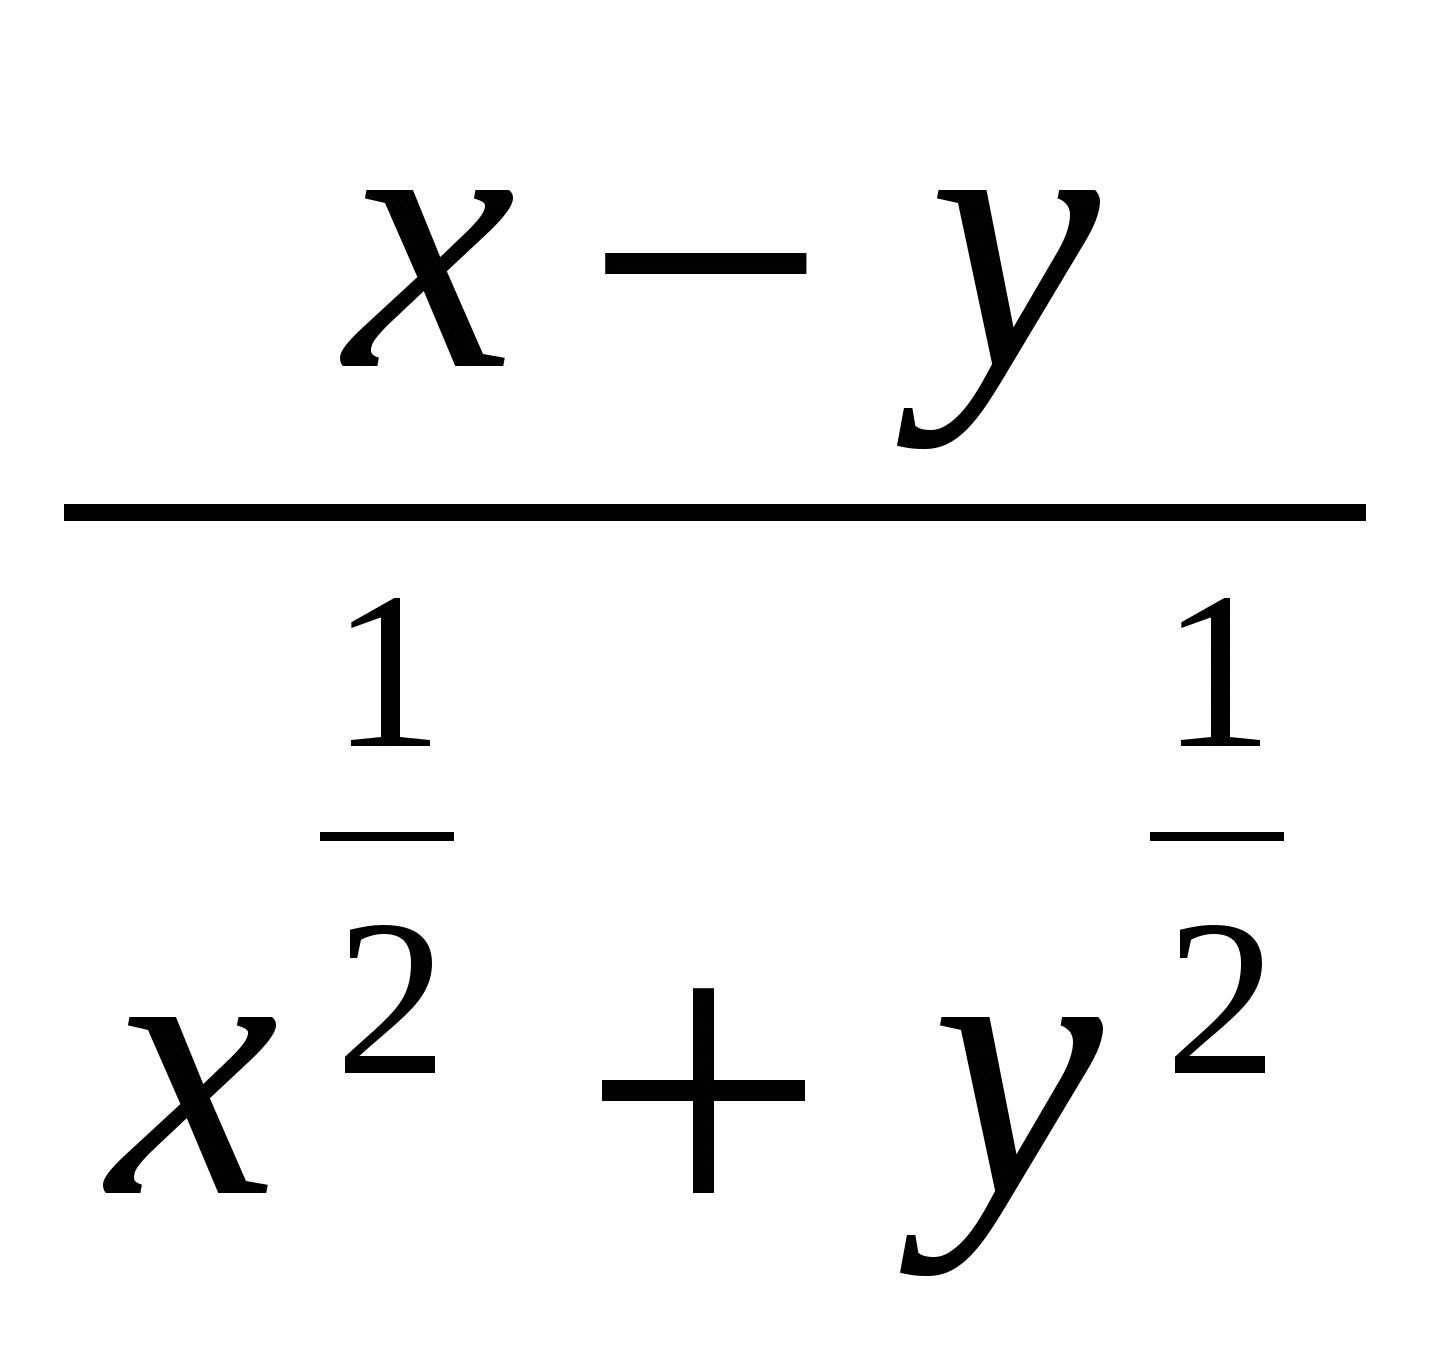 x − y
x^{1/2} + y^{1/2}